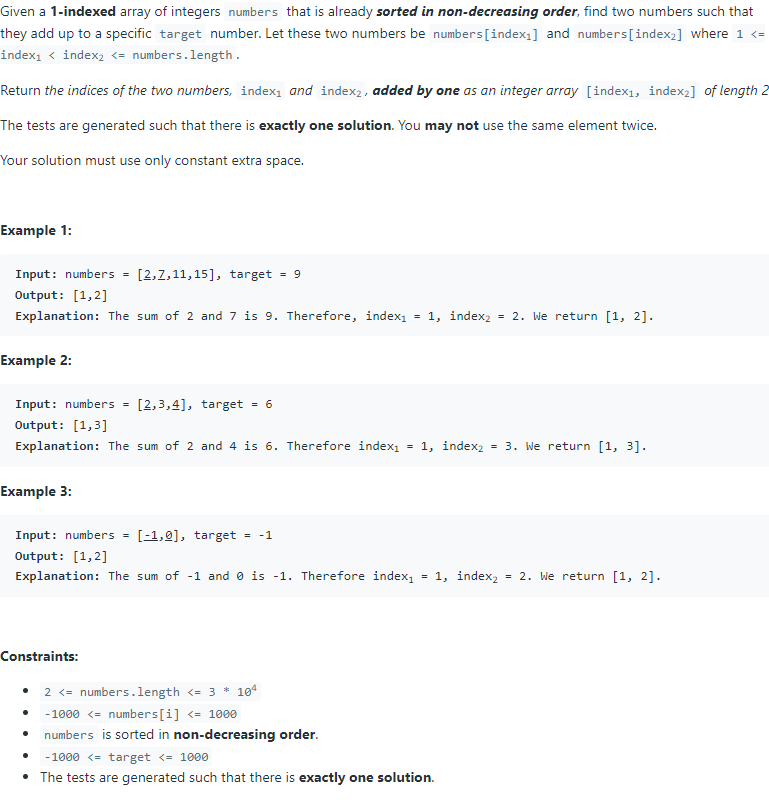 Given a 1-indexed array of integers numbers that is already sorted in non-decreasing order, find two numbers such that
they add up to a specific target number. Let these two numbers be numbers[index₁] and numbers[index₂] where 1 <=
index₁ < index₂ <= numbers.length.
Return the indices of the two numbers, index₁ and index₂, added by one as an integer array [index₁, index₂] of length 2
The tests are generated such that there is exactly one solution. You may not use the same element twice.
Your solution must use only constant extra space.
Example 1:
Input: numbers = [2,7,11,15], target = 9
Output: [1,2]
Explanation: The sum of 2 and 7 is 9. Therefore, index₁ = 1, index₂ = 2. We return [1, 2].
Example 2:
Input: numbers = [2,3,4], target = 6
Output: [1,3]
Explanation: The sum of 2 and 4 is 6. Therefore index₁ = 1, index₂ = 3. We return [1, 3].
Example 3:
Input: numbers = [-1,0], target = -1
Output: [1,2]
Explanation: The sum of -1 and 0 is -1. Therefore index₁ = 1, index₂ = 2. We return [1, 2].
Constraints:
• 2 <= numbers.length <= 3 * 10⁴
• -1000 <= numbers[i] <= 1000
• numbers is sorted in non-decreasing order.
• -1000 <= target <= 1000
• The tests are generated such that there is exactly one solution.